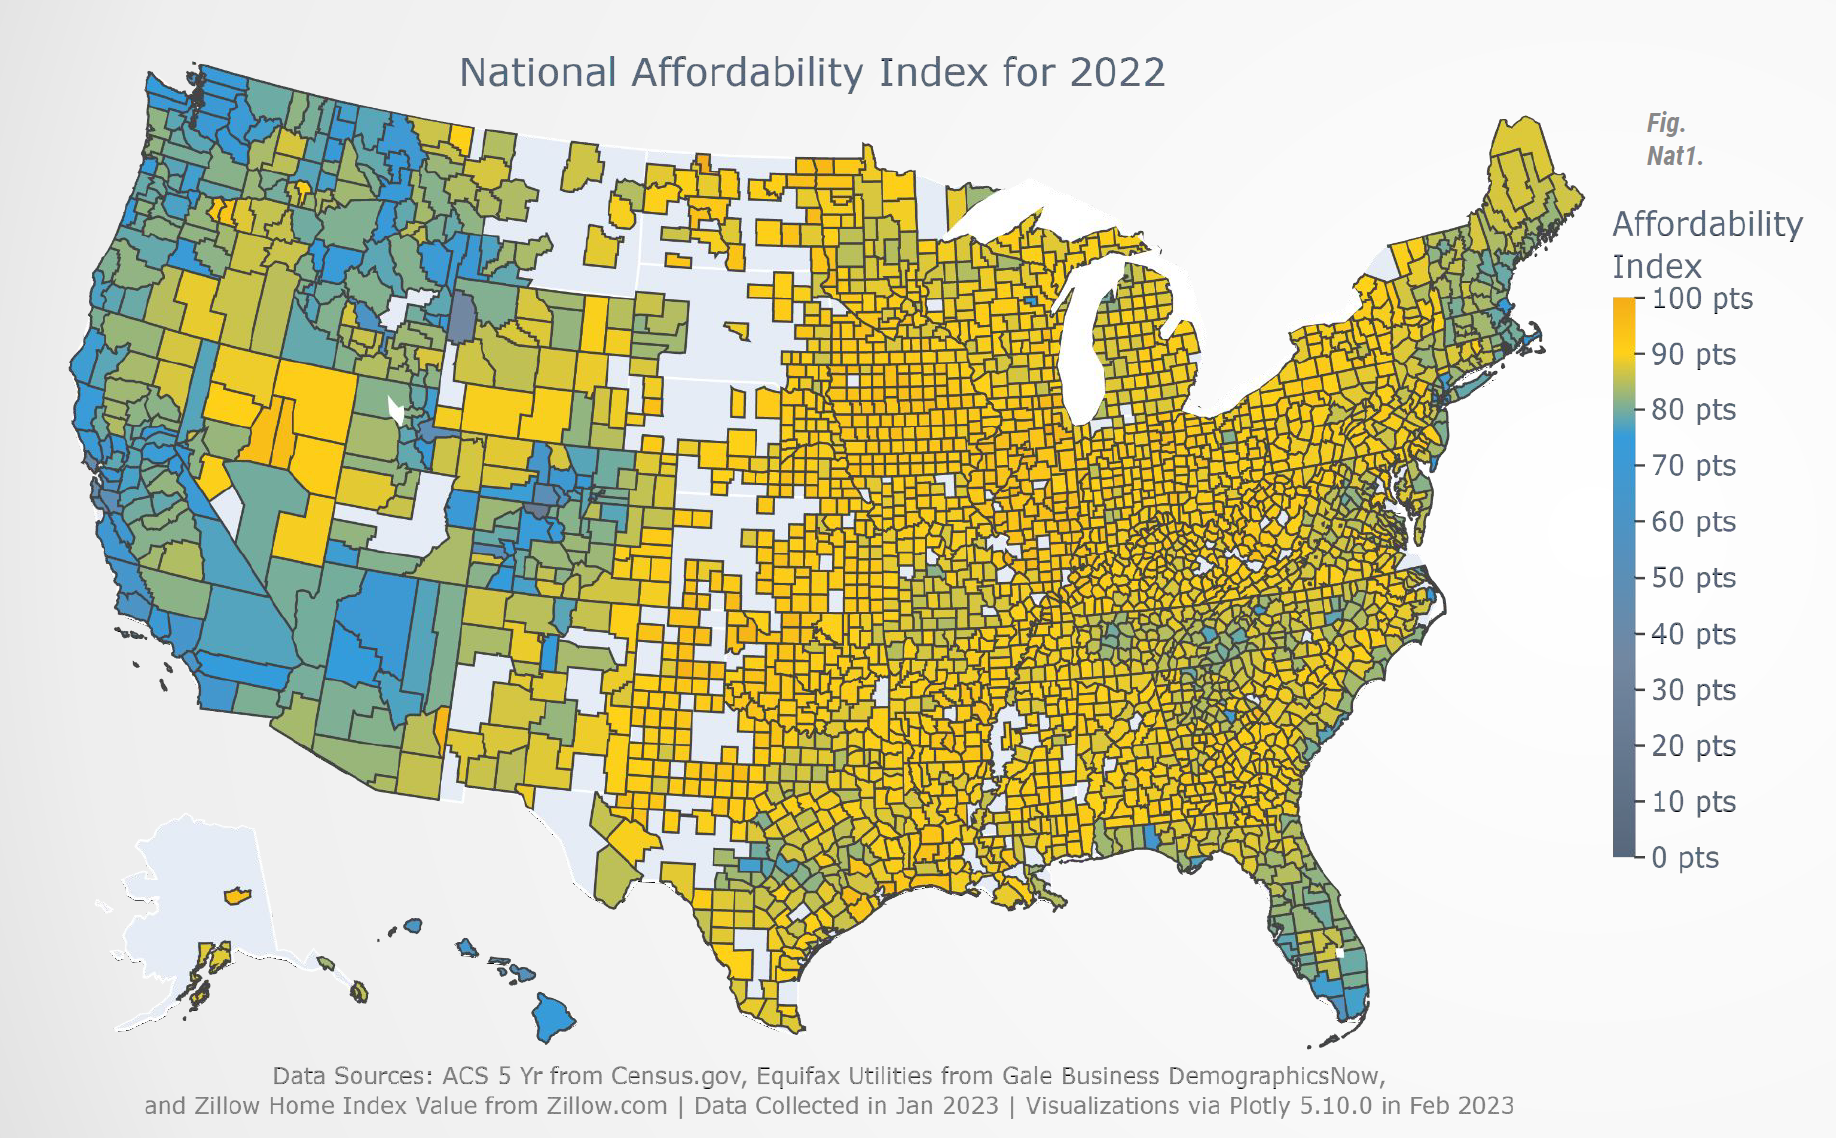 National Affordability Index for 2022
Fig.
Nat1.
Affordability
Index
100 pts
90 pts
80 pts
70 pts
60 pts
50 pts
40 pts
30 pts
20 pts
10 pts
0 pts
Data Sources: ACS 5 Yr from Census.gov, Equifax Utilities from Gale Business DemographicsNow,
and Zillow Home Index Value from Zillow.com | Data Collected in Jan 2023 | Visualizations via Plotly 5.10.0 in Feb 2023